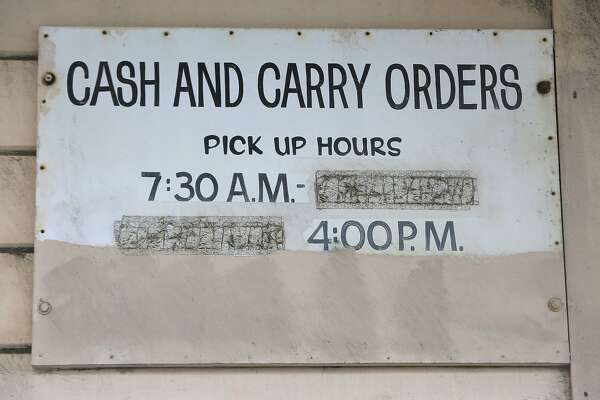 CASH AND CARRY ORDERS
PICK UP HOURS
7:30 A.M.-
4:00 P.M.